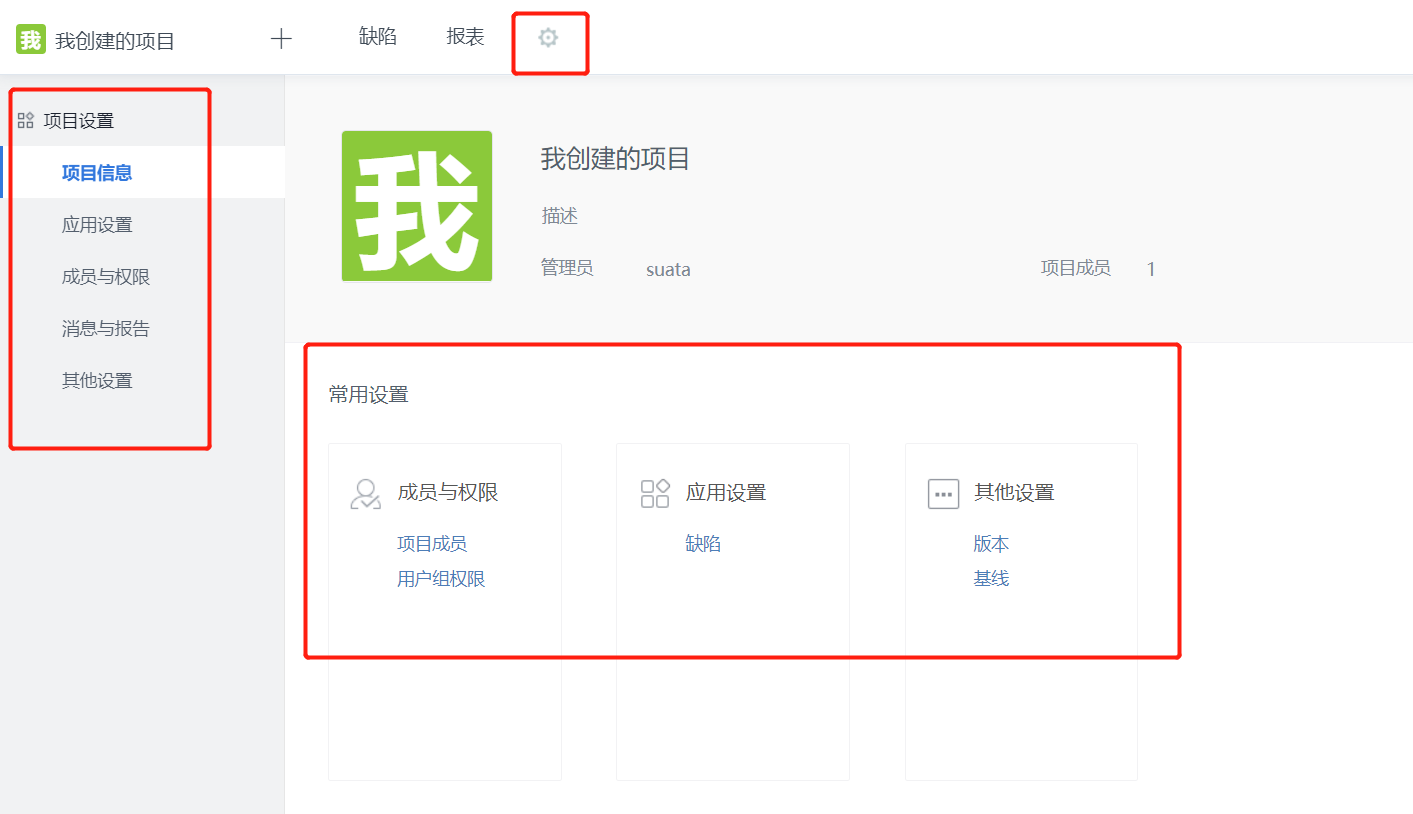 我 我创建的项目 缺陷 报表
项目设置
项目信息
应用设置
成员与权限
消息与报告
其他设置
我
我创建的项目
描述
管理员 suata 项目成员 1
常用设置
成员与权限
项目成员
用户组权限
应用设置
缺陷
其他设置
版本
基线